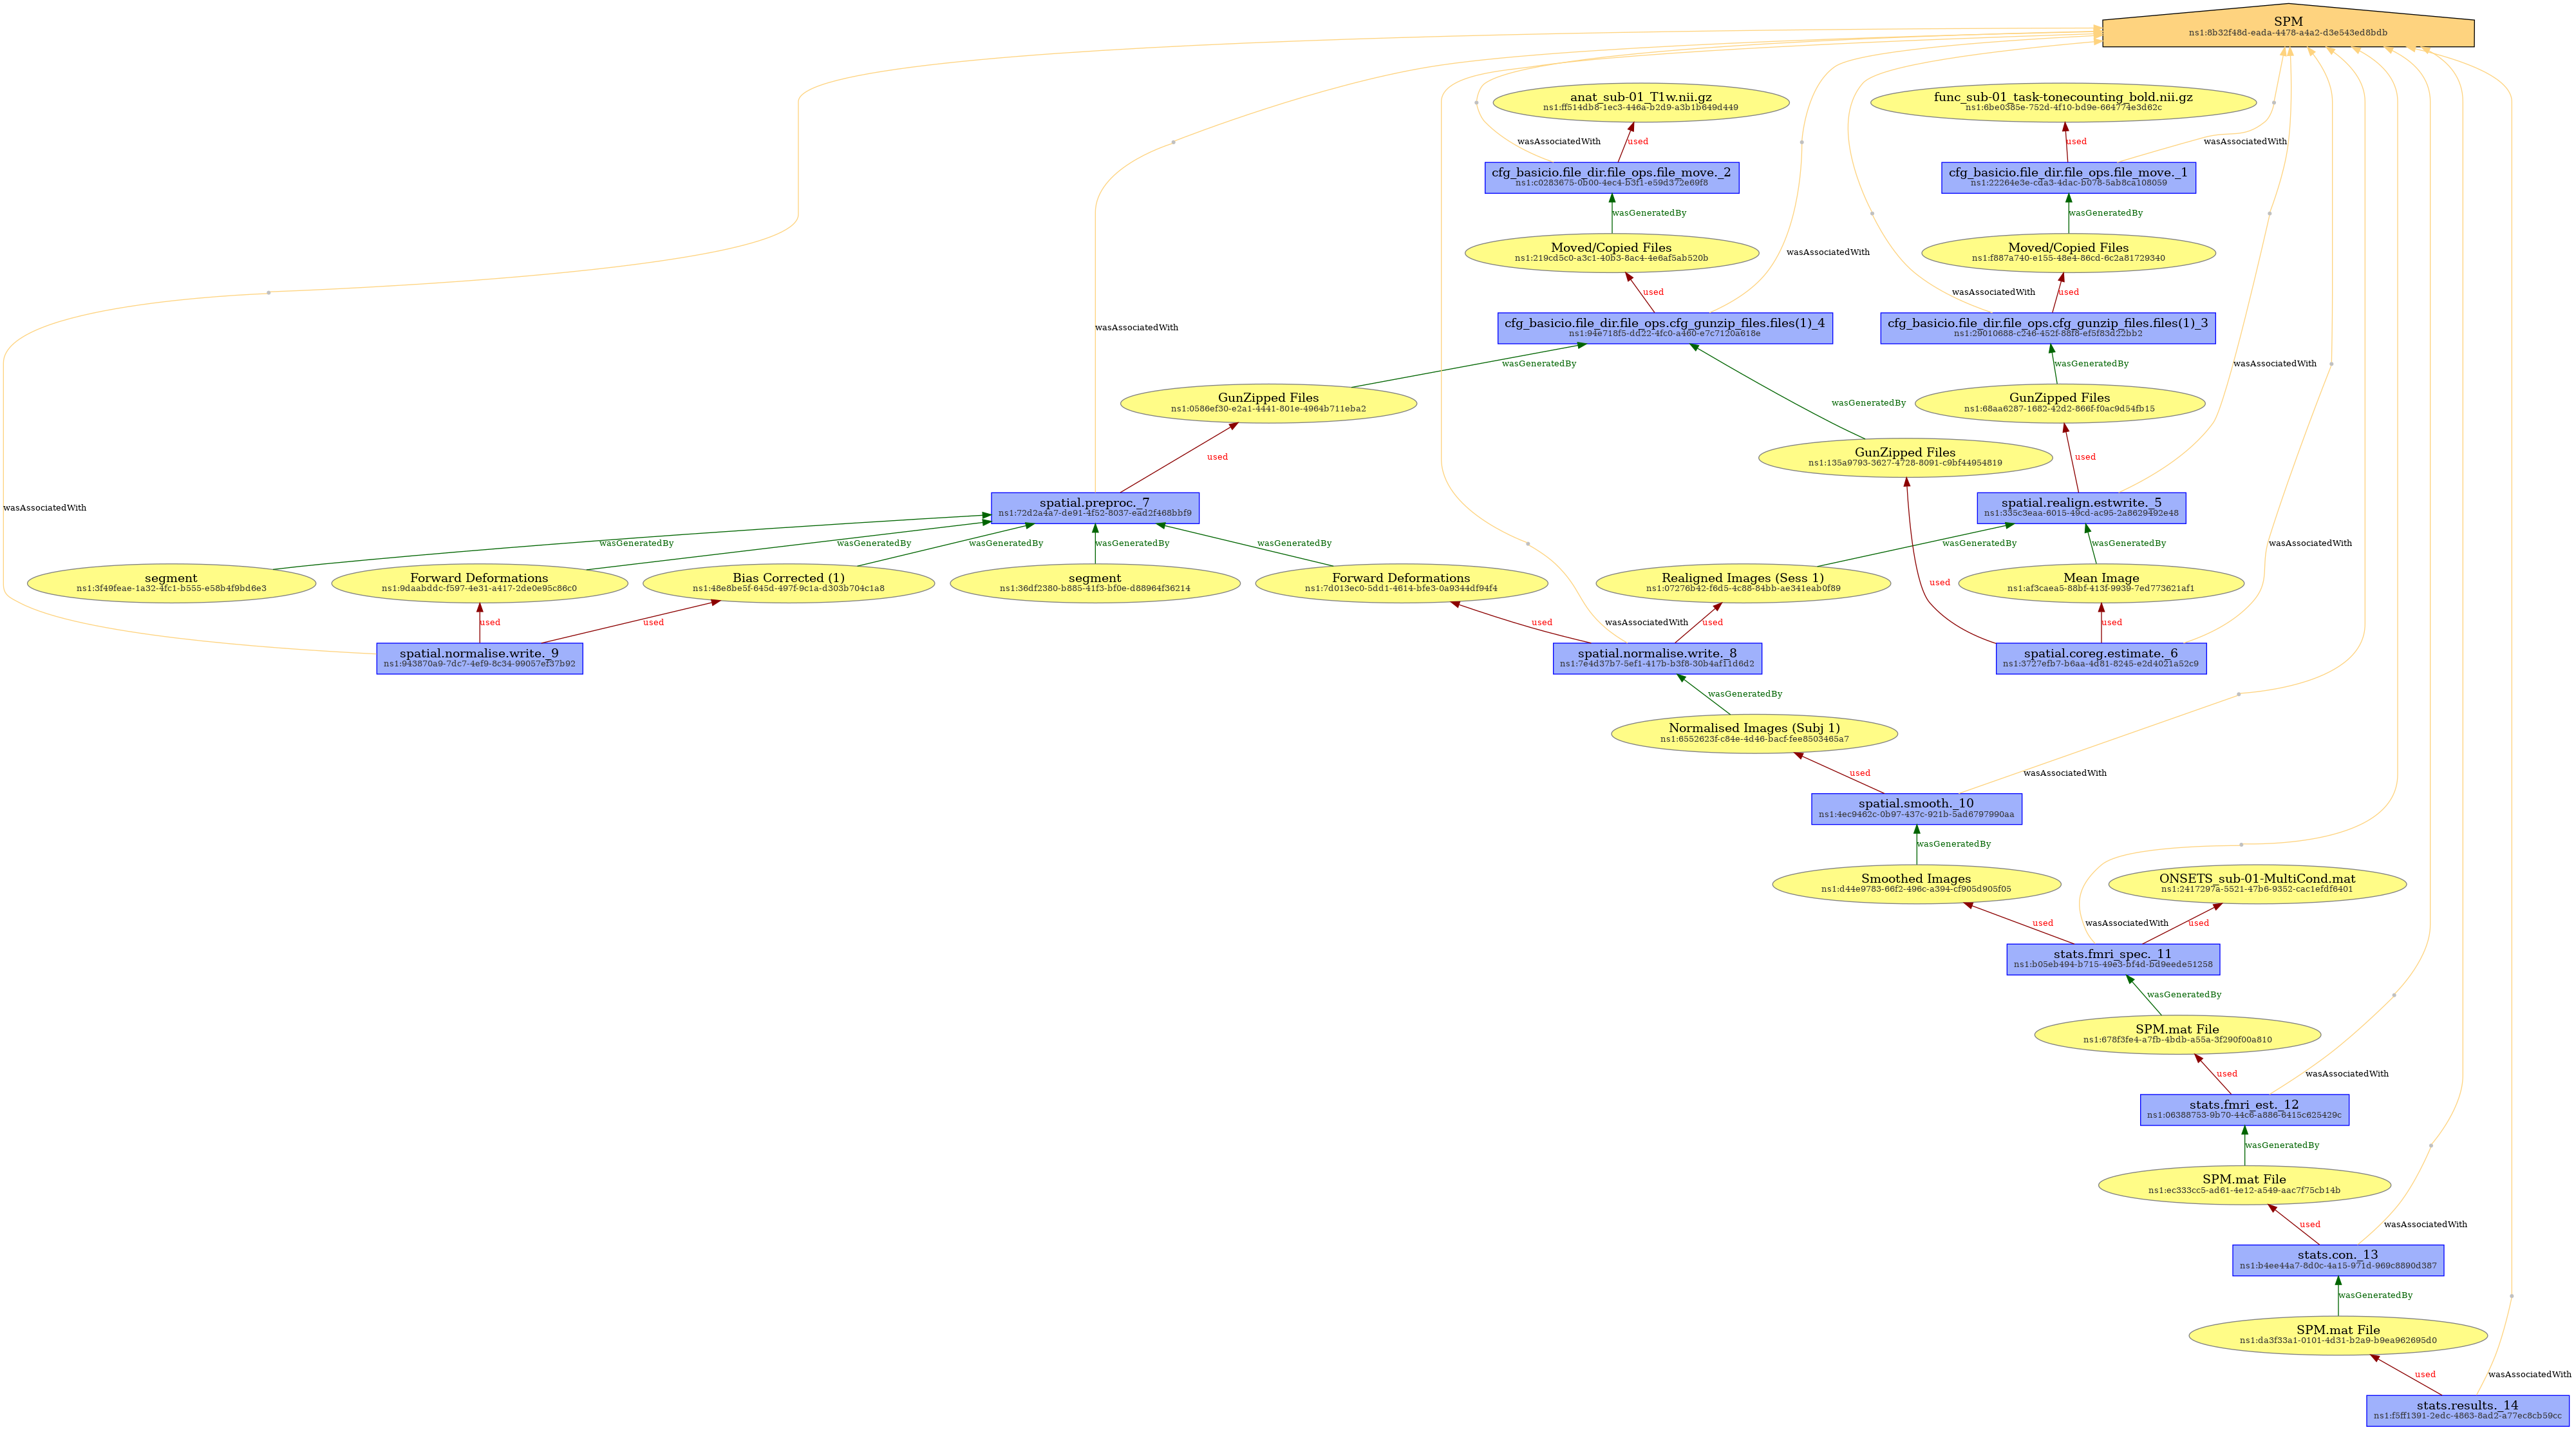 SPM
ns1:8b32f48d-eada-4478-a4a2-d3e543ed8bdb
anat_sub-01_T1w.nii.gz
ns1:ff514db8-1ec3-446a-b2d9-a3b1b649d449
func_sub-01_task-tonecounting_bold.nii.gz
ns1:6be0385e-752d-4f10-bd9e-664774e3d62c
wasAssociatedWith
used
used
wasAssociatedWith
cfg_basicio.file_dir.file_ops.file_move._2
ns1:c0283675-0b00-4ec4-b3f1-e59d372e69f8
cfg_basicio.file_dir.file_ops.file_move._1
ns1:22264e3e-cda3-4dac-b078-5ab8ca108059
wasGeneratedBy
wasGeneratedBy
Moved/Copied Files
ns1:219cd5c0-a3c1-40b3-8ac4-4e6af5ab520b
wasAssociatedWith
Moved/Copied Files
ns1:f887a740-e155-48e4-86cd-6c2a81729340
used
wasAssociatedWith
used
wasAssociatedWith
cfg_basicio.file_dir.file_ops.cfg_gunzip_files.files(1)_4
ns1:94e718f5-dd22-4fc0-a460-e7c7120a618e
cfg_basicio.file_dir.file_ops.cfg_gunzip_files.files(1)_3
ns1:29010688-c246-452f-88f8-ef5f83d22bb2
wasGeneratedBy
wasGeneratedBy
wasAssociatedWith
GunZipped Files
ns1:0586ef30-e2a1-4441-801e-4964b711eba2
wasGeneratedBy
GunZipped Files
ns1:68aa6287-1682-42d2-866f-f0ac9d54fb15
used
GunZipped Files
ns1:135a9793-3627-4728-8091-c9bf44954819
used
wasAssociatedWith
spatial.preproc._7
ns1:72d2a4a7-de91-4f52-8037-ead2f468bbf9
spatial.realign.estwrite._5
ns1:335c3eaa-6015-49cd-ac95-2a8629492e48
wasGeneratedBy
wasGeneratedBy
wasGeneratedBy
wasGeneratedBy
wasGeneratedBy
wasGeneratedBy
wasGeneratedBy
wasAssociatedWith
segment
ns1:3f49feae-1a32-4fc1-b555-e58b4f9bd6e3
Forward Deformations
ns1:9daabddc-f597-4e31-a417-2de0e95c86c0
Bias Corrected (1)
ns1:48e8be5f-645d-497f-9c1a-d303b704c1a8
segment
ns1:36df2380-b885-41f3-bf0e-d88964f36214
Forward Deformations
ns1:7d013ec0-5dd1-4614-bfe3-0a9344df94f4
Realigned Images (Sess 1)
ns1:07276b42-f6d5-4c88-84bb-ae341eab0f89
used
Mean Image
ns1:af3caea5-88bf-413f-9939-7ed773621af1
used
used
used
wasAssociatedWith
used
used
spatial.normalise.write._9
ns1:943870a9-7dc7-4ef9-8c34-99057ef37b92
spatial.normalise.write._8
ns1:7e4d37b7-5ef1-417b-b3f8-30b4af11d6d2
spatial.coreg.estimate._6
ns1:3727efb7-b6aa-4d81-8245-e2d4021a52c9
wasGeneratedBy
Normalised Images (Subj 1)
ns1:6552623f-c84e-4d46-bacf-fee8503465a7
used
wasAssociatedWith
spatial.smooth._10
ns1:4ec9462c-0b97-437c-921b-5ad6797990aa
wasGeneratedBy
Smoothed Images
ns1:d44e9783-66f2-496c-a394-cf905d905f05
ONSETS_sub-01-MultiCond.mat
ns1:2417297a-5521-47b6-9352-cac1efdf6401
used
wasAssociatedWith
used
stats.fmri_spec._11
ns1:b05eb494-b715-49e3-bf4d-bd9eede51258
wasGeneratedBy
SPM.mat File
ns1:678f3fe4-a7fb-4bdb-a55a-3f290f00a810
used
wasAssociatedWith
stats.fmri_est._12
ns1:06388753-9b70-44c6-a886-6415c625429c
wasGeneratedBy
SPM.mat File
ns1:ec333cc5-ad61-4e12-a549-aac7f75cb14b
used
wasAssociatedWith
stats.con._13
ns1:b4ee44a7-8d0c-4a15-971d-969c8890d387
wasGeneratedBy
SPM.mat File
ns1:da3f33a1-0101-4d31-b2a9-b9ea962695d0
used
wasAssociatedWith
stats.results._14
ns1:f5ff1391-2edc-4863-8ad2-a77ec8cb59cc